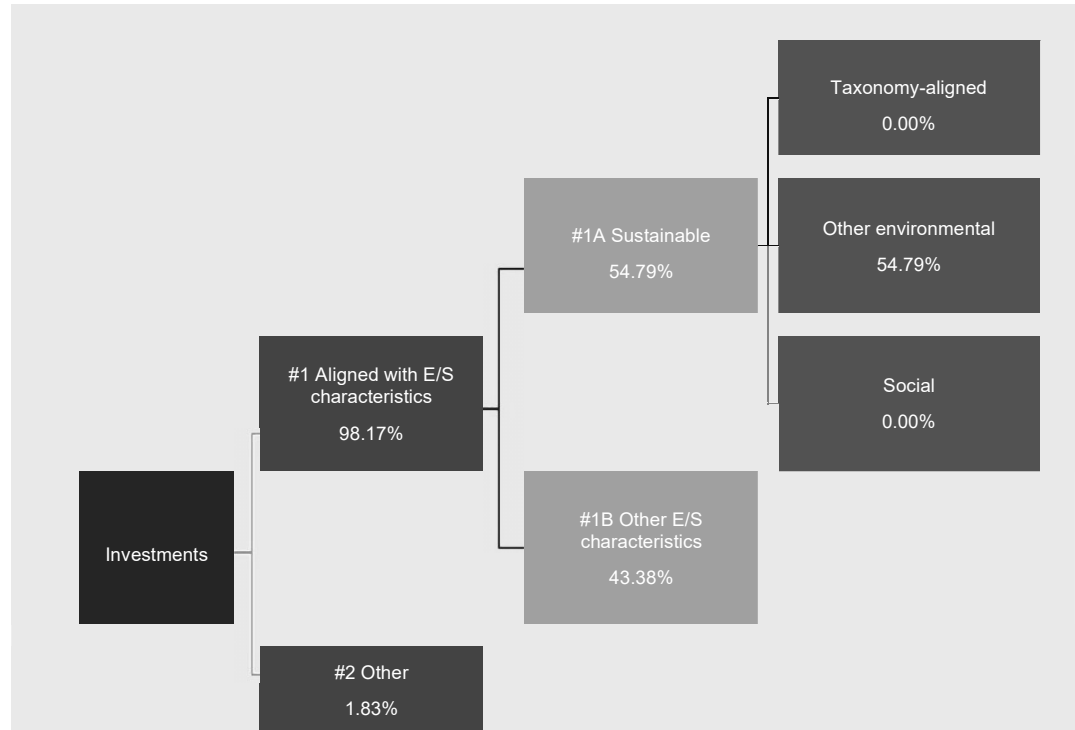 Taxonomy-aligned
0.00%
#1A Sustainable
54.79%
Other environmental
54.79%
#1 Aligned with E/S
characteristics
98.17%
Social
0.00%
Investments
#1B Other E/S
characteristics
43.38%
#2 Other
1.83%